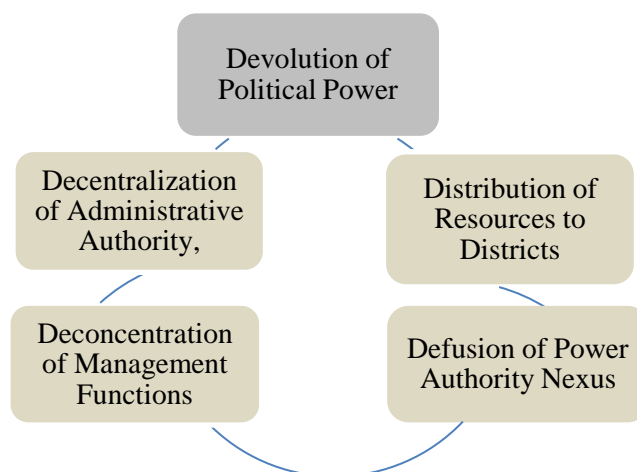 Devolution of
Political Power
Decentralization
of Administrative
Authority,
Distribution of
Resources to
Districts
Deconcentration
of Management
Functions
Defusion of Power
Authority Nexus